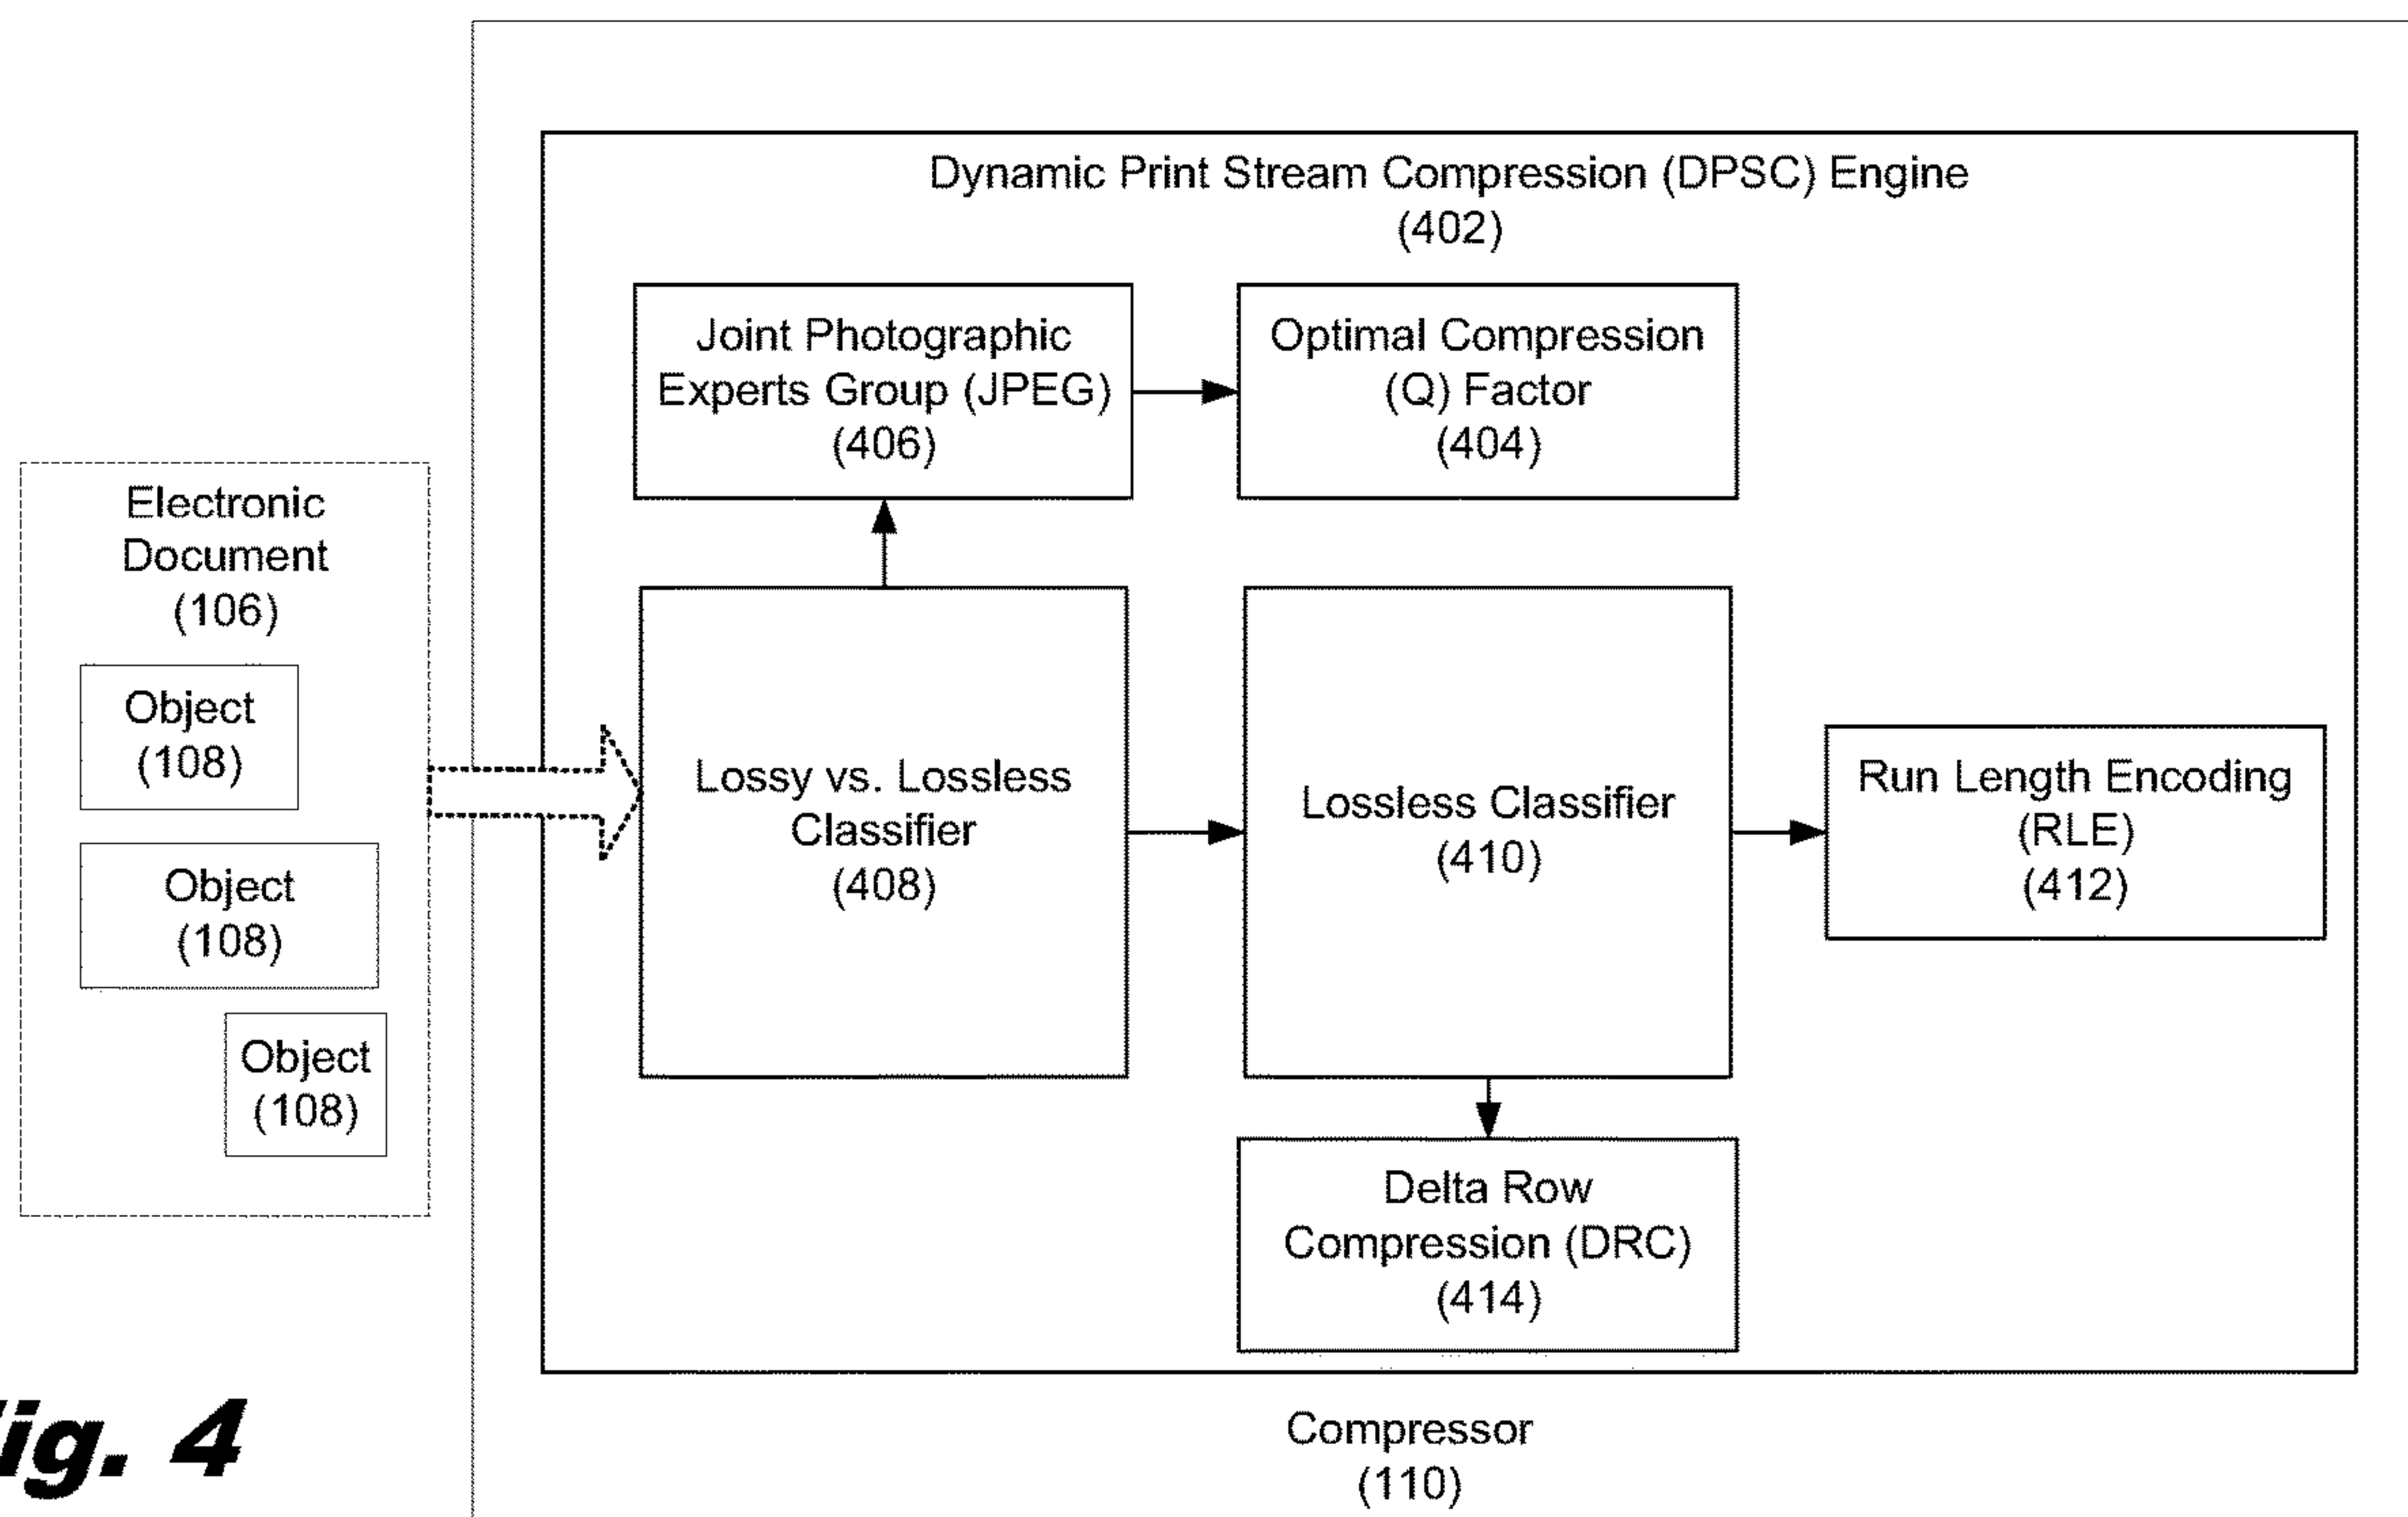 Dynamic Print Stream Compression (DPSC) Engine
(402)
Joint Photographic
Experts Group (JPEG)
(406)
Optimal Compression
(Q) Factor
(404)
Electronic
Document
(106)
Object
(108)
Object
(108)
Object
(108)
Lossy vs. Lossless
Classifier
(408)
Lossless Classifier
(410)
Run Length Encoding
(RLE)
(412)
Delta Row
Compression (DRC)
(414)
Compressor
(110)
ig. 4